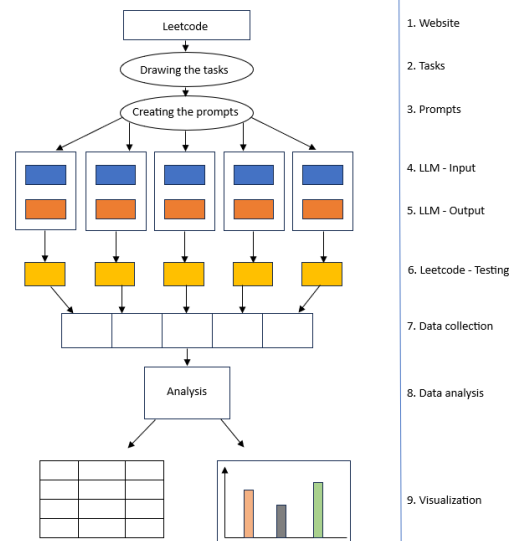 Leetcode
1. Website
Drawing the tasks
2. Tasks
Creating the prompts
3. Prompts
4. LLM - Input
5. LLM - Output
6. Leetcode - Testing
7. Data collection
Analysis
8. Data analysis
9. Visualization